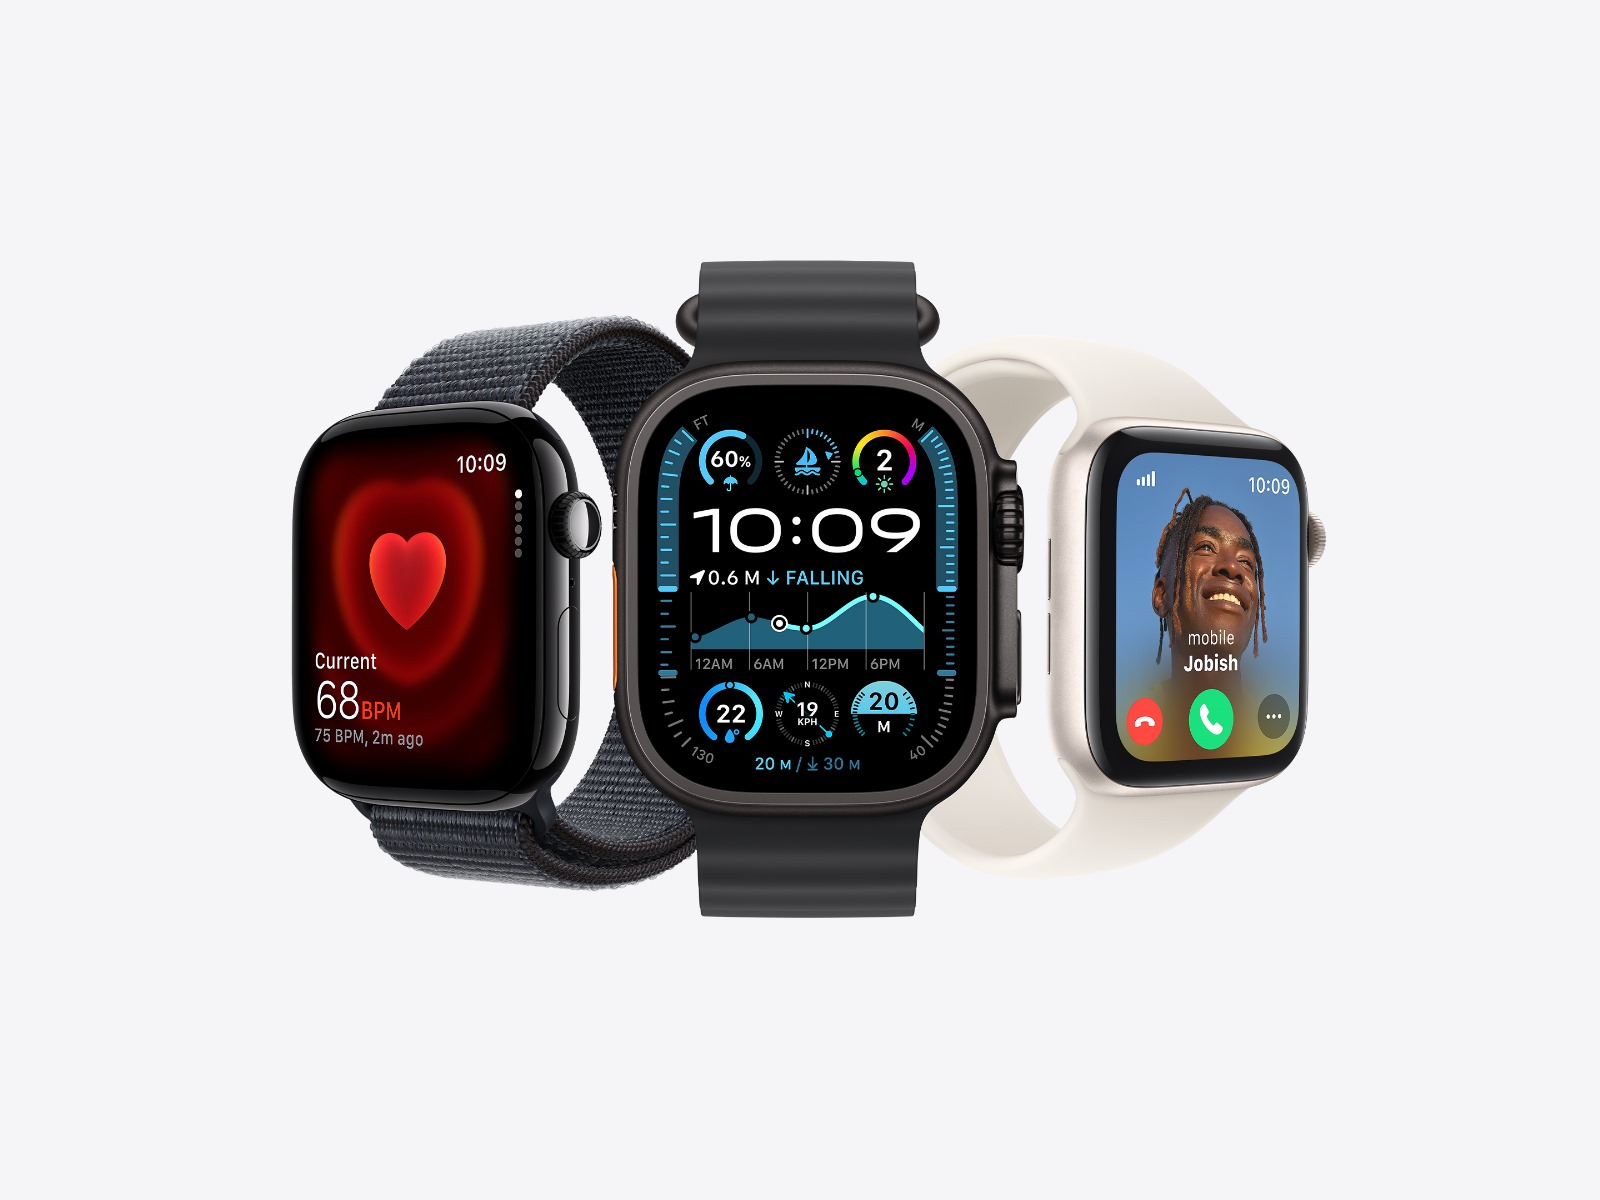 10:09
Current
68BPM
75 BPM, 2m ago
FT
M
60%
2
10:09
0.6 M ↓ FALLING
12AM 6AM 12PM 6PM
22
N
W
E
S
19
KPH
20
M
130
40
20 M / ↓ 30 M
10:09
mobile
Jobish